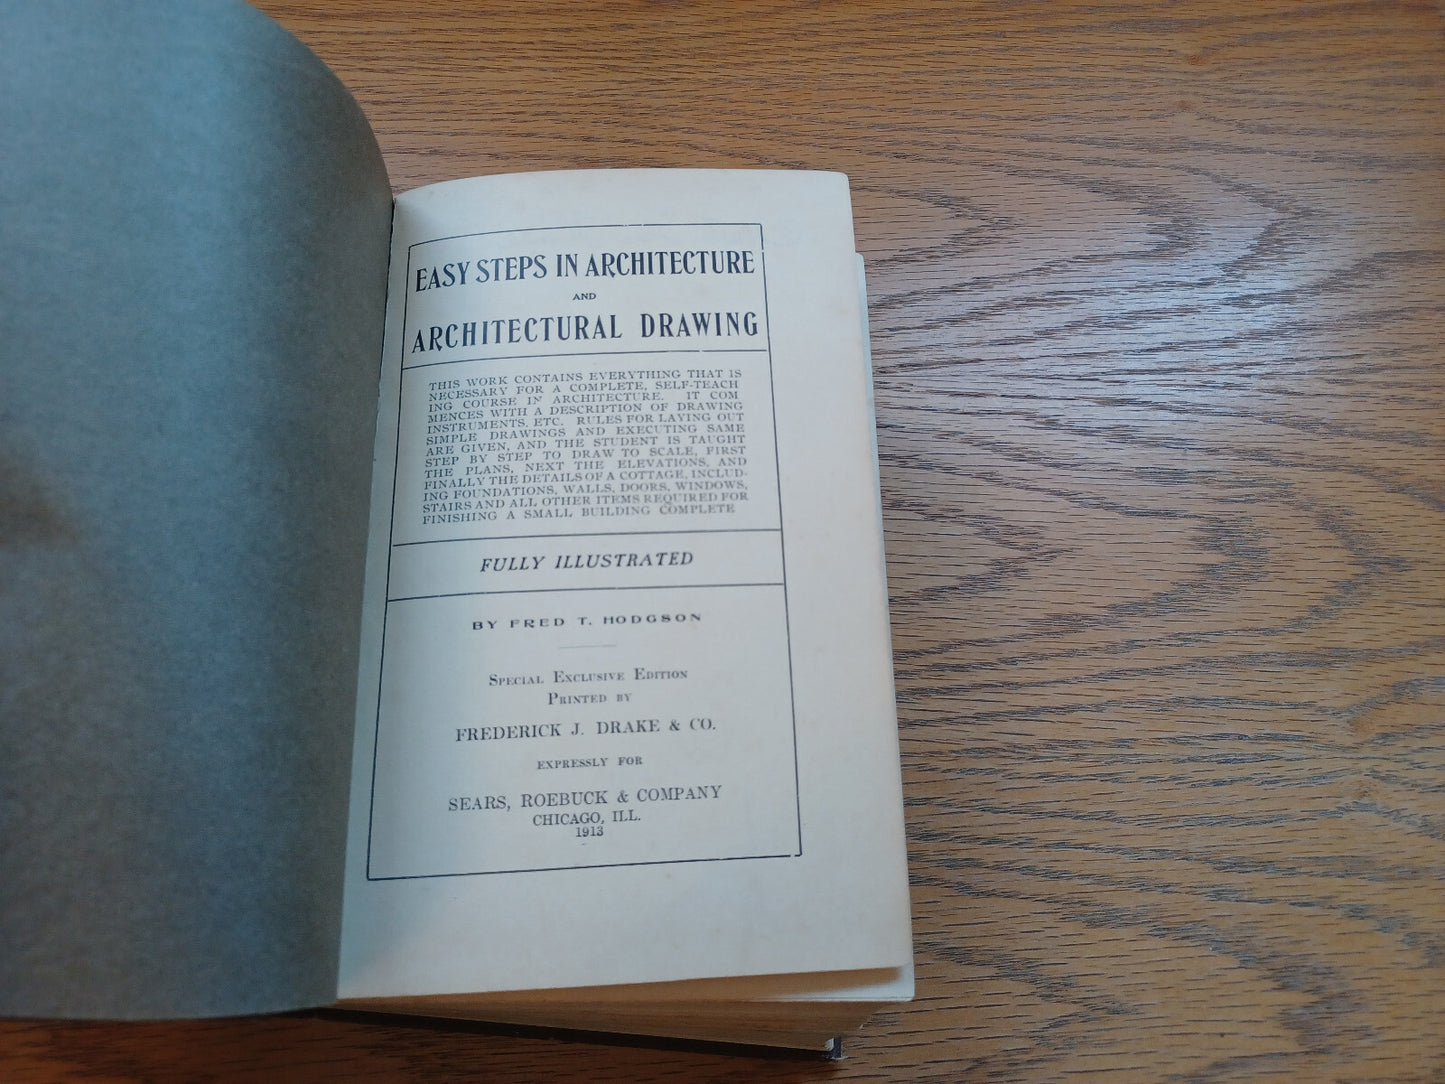 EASY STEPS IN ARCHITECTURE
AND
ARCHITECTURAL DRAWING
THIS WORK CONTAINS EVERYTHING THAT IS
NECESSARY FOR A COMPLETE, SELF-TEACH
ING COURSE IN ARCHITECTURE. IT COM
MENCES WITH A DESCRIPTION OF DRAWING
INSTRUMENTS, ETC. RULES FOR LAYING OUT
SIMPLE DRAWINGS AND EXECUTING SAME
ARE GIVEN, AND THE STUDENT IS TAUGHT
STEP BY STEP TO DRAW TO SCALE, FIRST
THE PLANS, NEXT THE ELEVATIONS, AND
FINALLY THE DETAILS OF A COTTAGE, INCLUD-
ING FOUNDATIONS, WALLS, DOORS, WINDOWS,
STAIRS AND ALL OTHER ITEMS REQUIRED FOR
FINISHING A SMALL BUILDING COMPLETE
FULLY ILLUSTRATED
BY FRED T. HODGSON
SPECIAL EXCLUSIVE EDITION
PRINTED BY
FREDERICK J. DRAKE & CO.
EXPRESSLY FOR
SEARS, ROEBUCK & COMPANY
CHICAGO, ILL.
1913